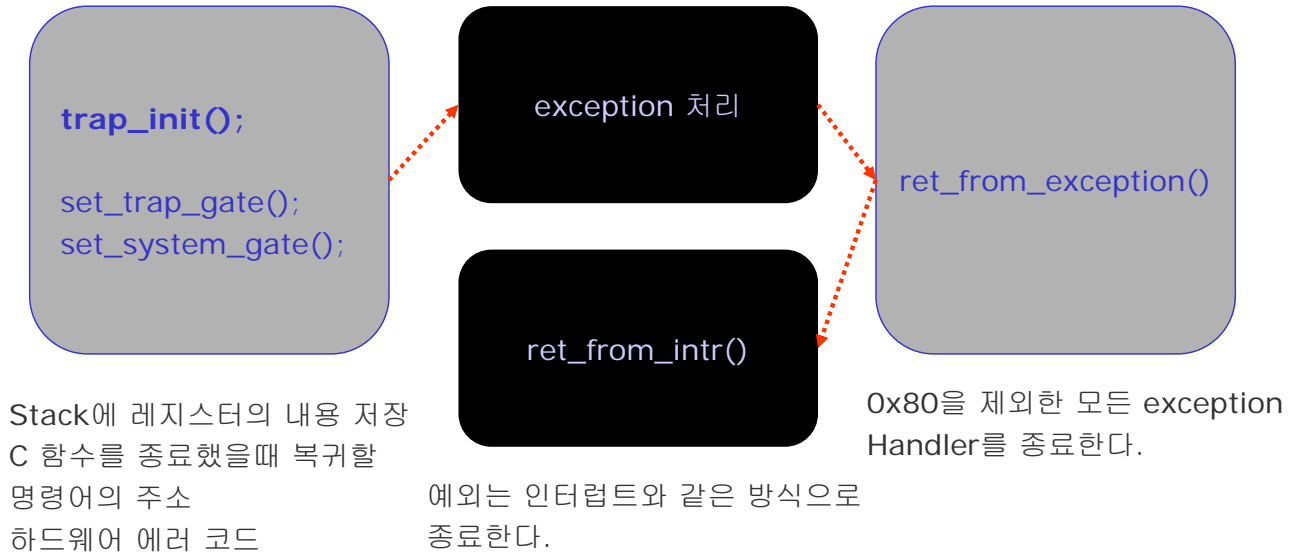 trap_init();
set_trap_gate();
set_system_gate();
Stack에 레지스터의 내용 저장
C 함수를 종료했을때 복귀할
명령어의 주소
하드웨어 에러 코드
exception 처리
ret_from_intr()
예외는 인터럽트와 같은 방식으로
종료한다.
ret_from_exception()
0x80을 제외한 모든 exception
Handler를 종료한다.